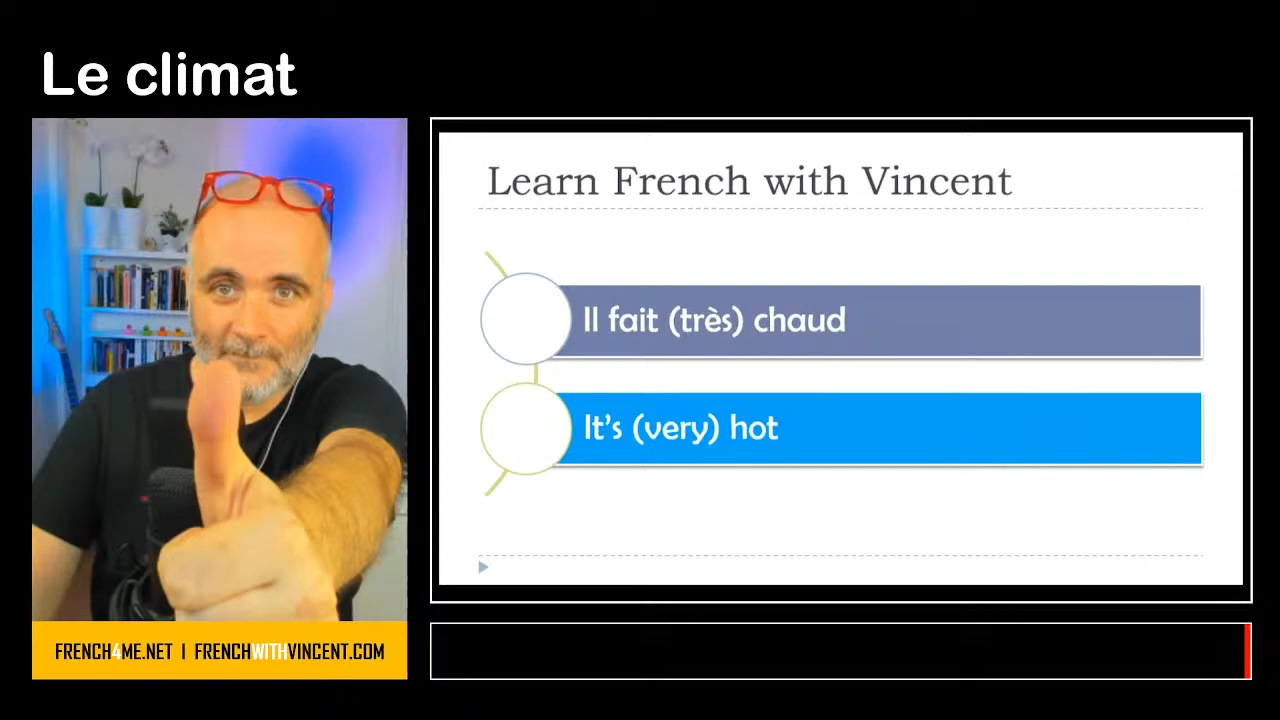 Le climat
Learn French with Vincent
Il fait (très) chaud
It's (very) hot
FRENCH4ME.NET | FRENCHWITHVINCENT.COM